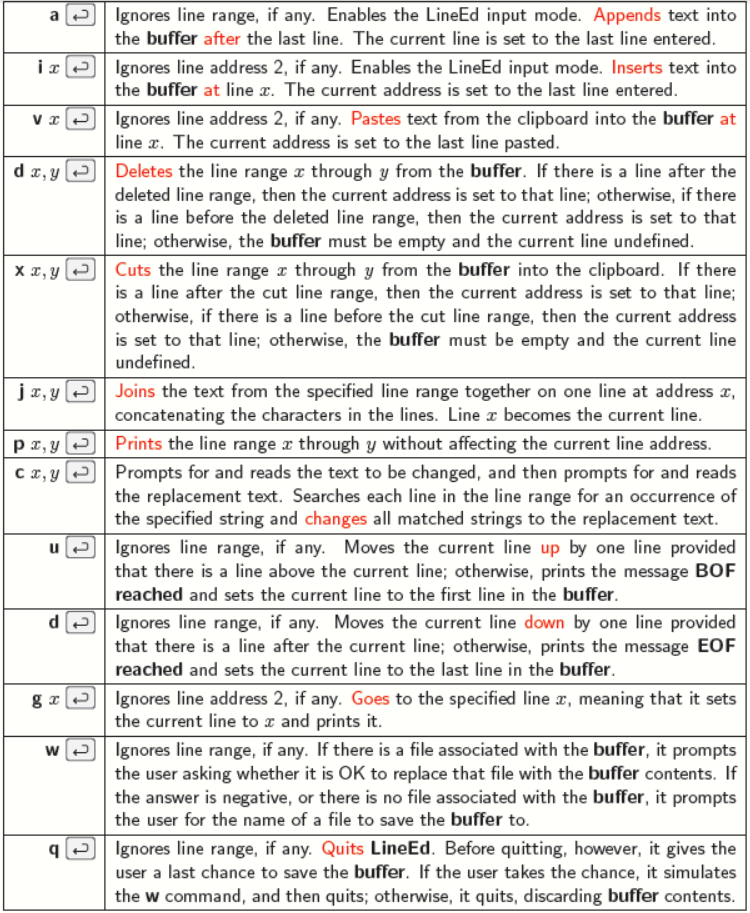 a ↵ Ignores line range, if any. Enables the LineEd input mode. Appends text into
the buffer after the last line. The current line is set to the last line entered.
i x ↵ Ignores line address 2, if any. Enables the LineEd input mode. Inserts text into
the buffer at line x. The current address is set to the last line entered.
v x ↵ Ignores line address 2, if any. Pastes text from the clipboard into the buffer at
line x. The current address is set to the last line pasted.
d x, y ↵ Deletes the line range x through y from the buffer. If there is a line after the
deleted line range, then the current address is set to that line; otherwise, if there
is a line before the deleted line range, then the current address is set to that
line; otherwise, the buffer must be empty and the current line undefined.
x x, y ↵ Cuts the line range x through y from the buffer into the clipboard. If there
is a line after the cut line range, then the current address is set to that line;
otherwise, if there is a line before the cut line range, then the current address
is set to that line; otherwise, the buffer must be empty and the current line
undefined.
j x, y ↵ Joins the text from the specified line range together on one line at address x,
concatenating the characters in the lines. Line x becomes the current line.
p x, y ↵ Prints the line range x through y without affecting the current line address.
c x, y ↵ Prompts for and reads the text to be changed, and then prompts for and reads
the replacement text. Searches each line in the line range for an occurrence of
the specified string and changes all matched strings to the replacement text.
u ↵ Ignores line range, if any. Moves the current line up by one line provided
that there is a line above the current line; otherwise, prints the message BOF
reached and sets the current line to the first line in the buffer.
d ↵ Ignores line range, if any. Moves the current line down by one line provided
that there is a line after the current line; otherwise, prints the message EOF
reached and sets the current line to the last line in the buffer.
g x ↵ Ignores line address 2, if any. Goes to the specified line x, meaning that it sets
the current line to x and prints it.
w ↵ Ignores line range, if any. If there is a file associated with the buffer, it prompts
the user asking whether it is OK to replace that file with the buffer contents. If
the answer is negative, or there is no file associated with the buffer, it prompts
the user for the name of a file to save the buffer to.
q ↵ Ignores line range, if any. Quits LineEd. Before quitting, however, it gives the
user a last chance to save the buffer. If the user takes the chance, it simulates
the w command, and then quits; otherwise, it quits, discarding buffer contents.